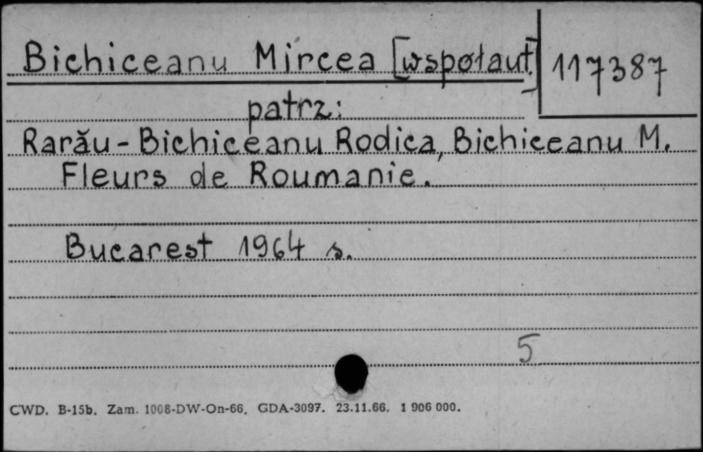 Bichiceanu Mircea [współaut.]
117387
patrz:
Rarău-Bichiceanu Rodica, Bichiceanu M.
Fleurs de Roumanie.
Bucarest 1964 s.
5
CWD. B-15b. Zam. 1008-DW-On-66. GDA-3097. 23.11.66. 1 906 000.